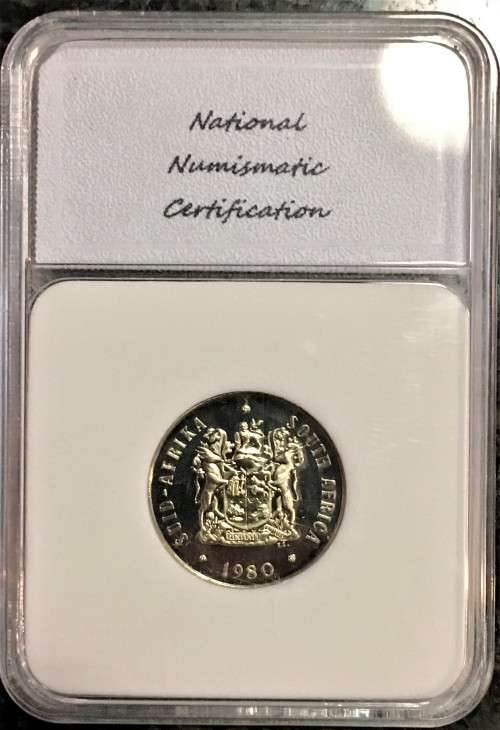 National
Numismatic
Certification
SUID-AFRIKA SOUTH AFRICA
1980